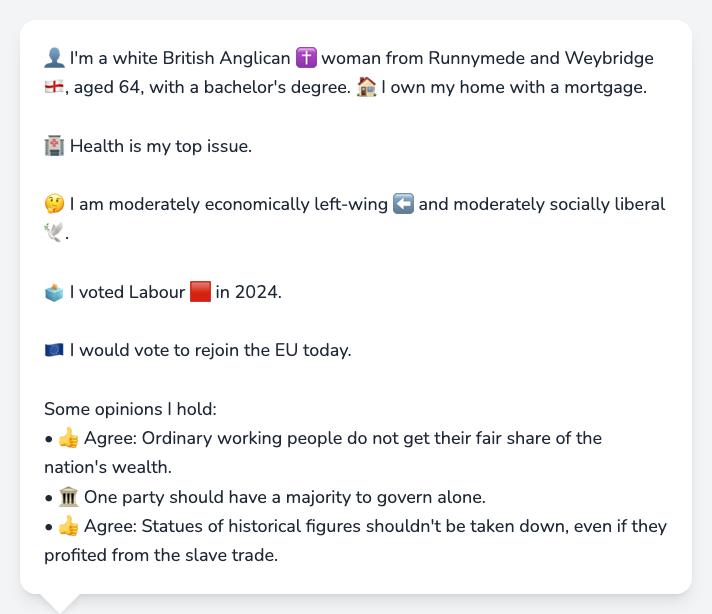 👤 I'm a white British Anglican ✝️ woman from Runnymede and Weybridge
🏴󠁧󠁢󠁥󠁮󠁧󠁿, aged 64, with a bachelor's degree. 🏠 I own my home with a mortgage.
🏥 Health is my top issue.
🤔 I am moderately economically left-wing ⬅️ and moderately socially liberal
🕊️.
🗳️ I voted Labour 🟥 in 2024.
🇪🇺 I would vote to rejoin the EU today.
Some opinions I hold:
• 👍 Agree: Ordinary working people do not get their fair share of the
nation's wealth.
• 🏛️ One party should have a majority to govern alone.
• 👍 Agree: Statues of historical figures shouldn't be taken down, even if they
profited from the slave trade.